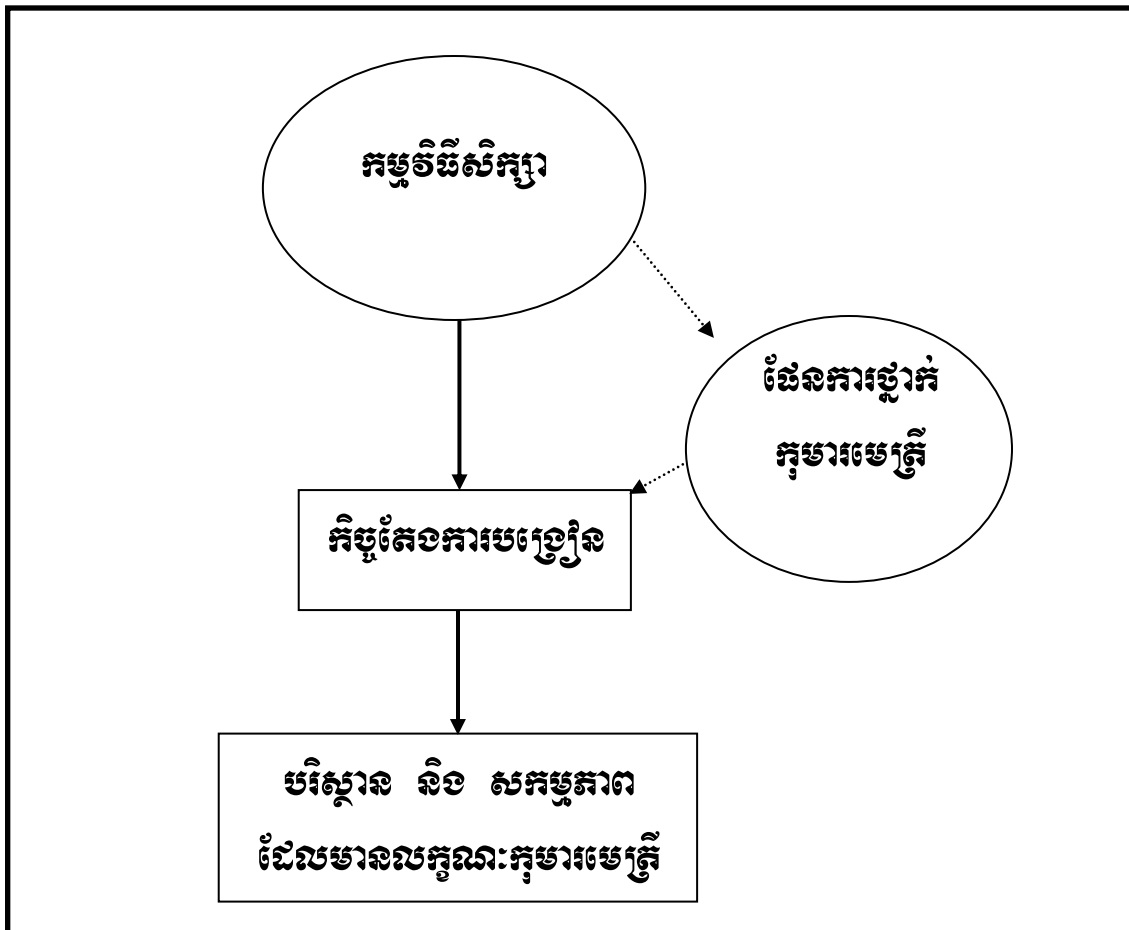 កម្មវិធីសិក្សា
ផែនការថ្នាក់
កុមារមេត្រី
កិច្ចតែងការបង្រៀន
បរិស្ថាន និង សកម្មភាព
ដែលមានលក្ខណៈកុមារមេត្រី